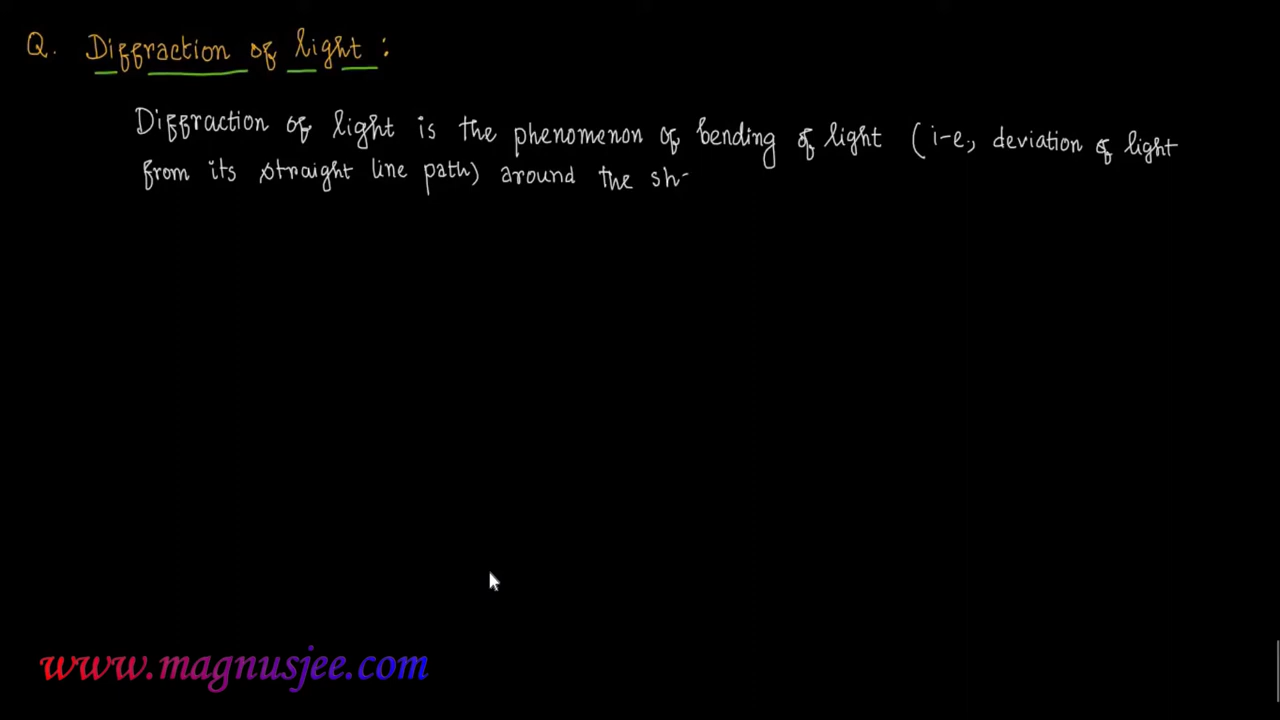 Q. Diffraction of light :
Diffraction of light is the phenomenon of bending of light (i-e, deviation of light
from its straight line path) around the sh-
www.magnusjee.com